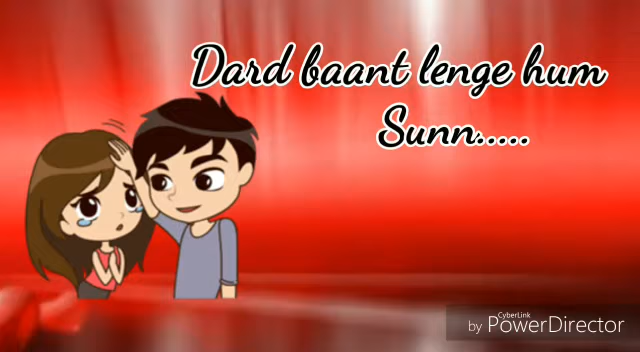 Dard baant lenge hum
Sunn.....
CyberLink
by PowerDirector